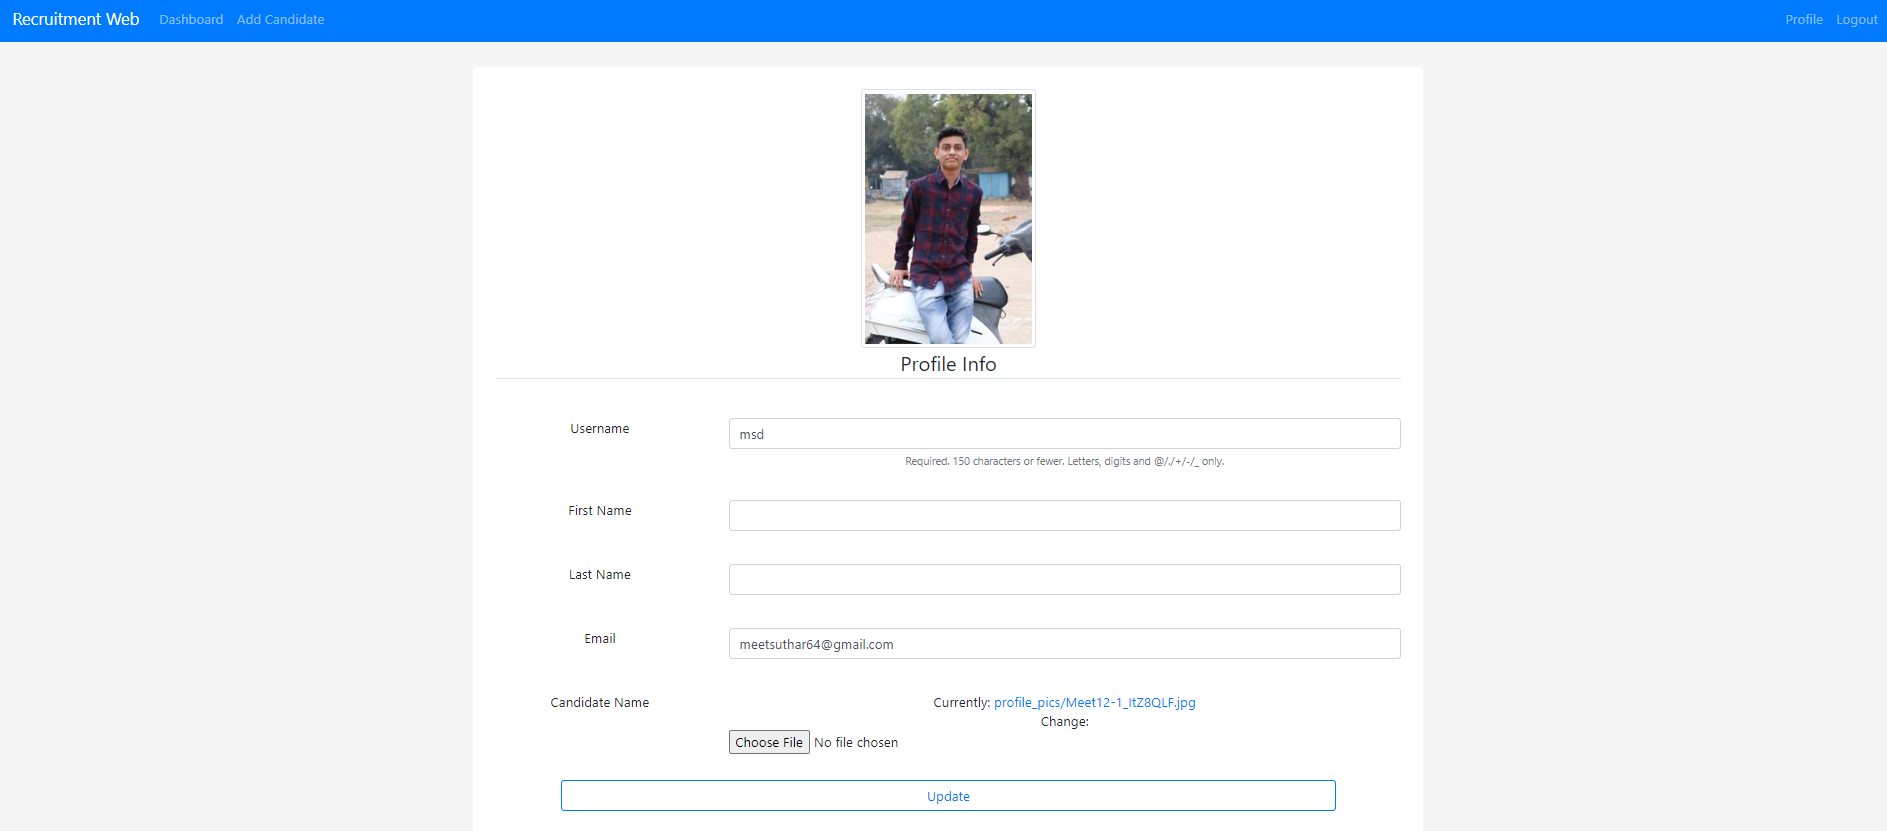 Recruitment Web Dashboard Add Candidate Profile Logout
Profile Info
Username msd
Required. 150 characters or fewer. Letters, digits and @/./+/-/_ only.
First Name
Last Name
Email meetsuthar64@gmail.com
Candidate Name Currently: profile_pics/Meet12-1_ItZ8QLF.jpg
Change:
Choose File No file chosen
Update